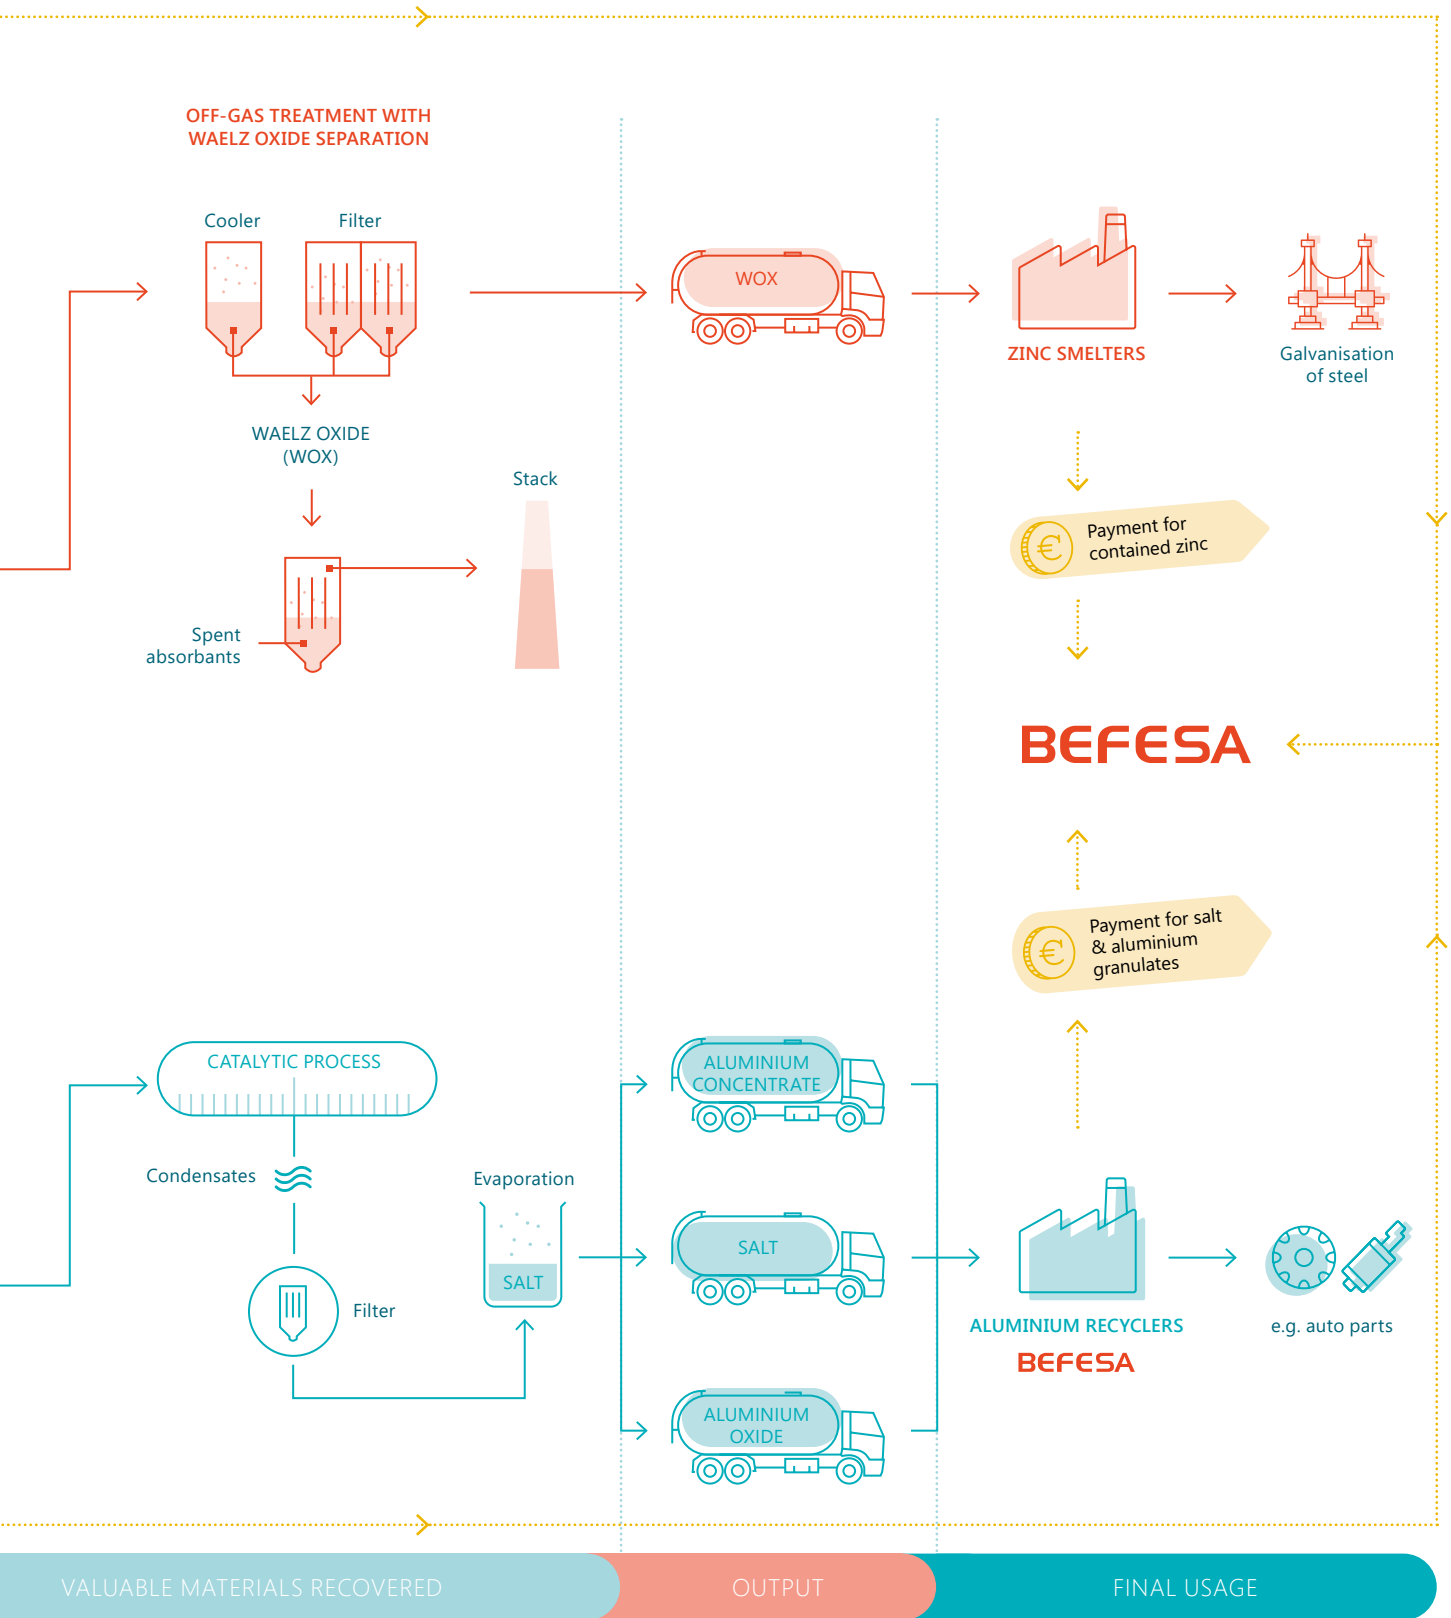 OFF-GAS TREATMENT WITH
WAELZ OXIDE SEPARATION
Cooler
Filter
WAELZ OXIDE
(WOX)
Stack
Spent
absorbants
WOX
ZINC SMELTERS
Galvanisation
of steel
€
Payment for
contained zinc
BEFESA
€
Payment for salt
& aluminium
granulates
CATALYTIC PROCESS
Condensates
Filter
Evaporation
SALT
ALUMINIUM
CONCENTRATE
SALT
ALUMINIUM
OXIDE
ALUMINIUM RECYCLERS
BEFESA
e.g. auto parts
VALUABLE MATERIALS RECOVERED
OUTPUT
FINAL USAGE